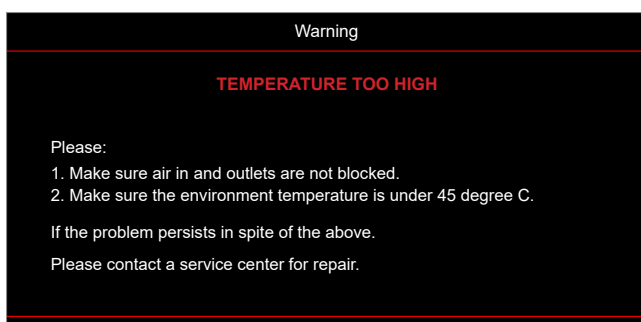 Warning
TEMPERATURE TOO HIGH
Please:
1. Make sure air in and outlets are not blocked.
2. Make sure the environment temperature is under 45 degree C.
If the problem persists in spite of the above.
Please contact a service center for repair.